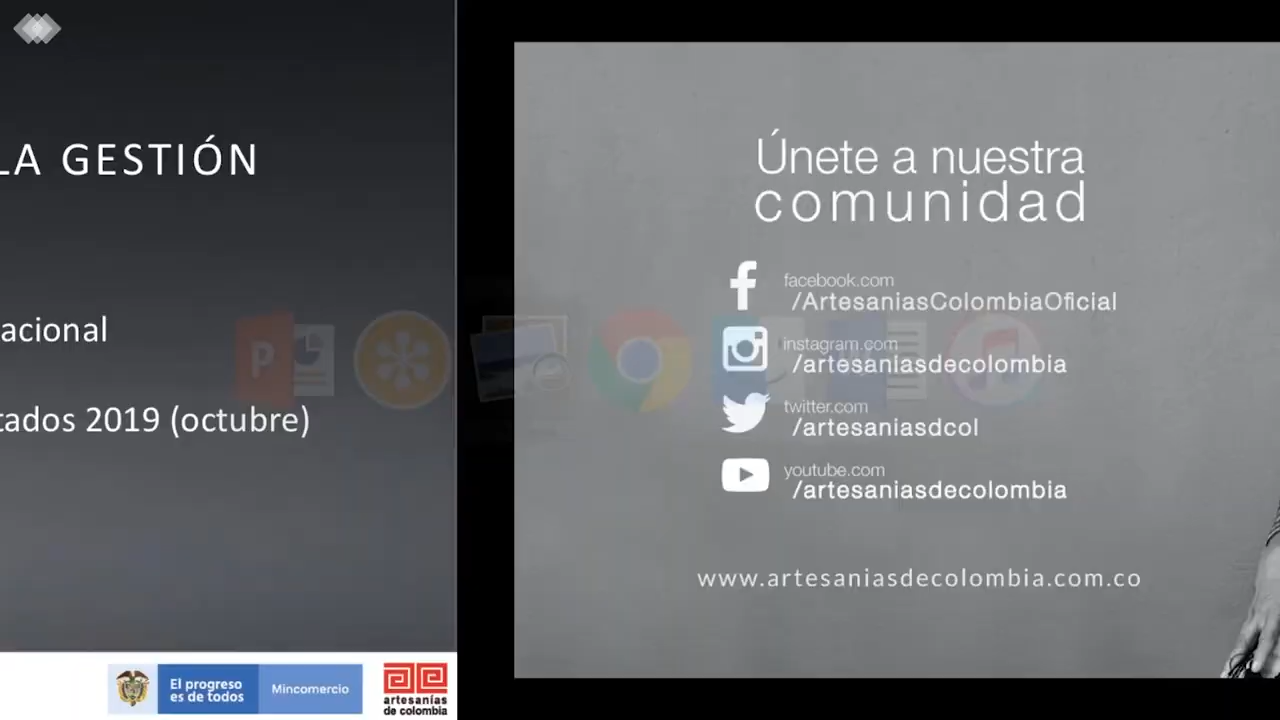 LA GESTIÓN
acional
tados 2019 (octubre)
El progreso
es de todos
Mincomercio
artesanías
de colombia
Únete a nuestra
comunidad
facebook.com
/ArtesaniasColombiaOficial
instagram.com
/artesaniasdecolombia
twitter.com
/artesaniasdcol
youtube.com
/artesaniasdecolombia
www.artesaniasdecolombia.com.co
P